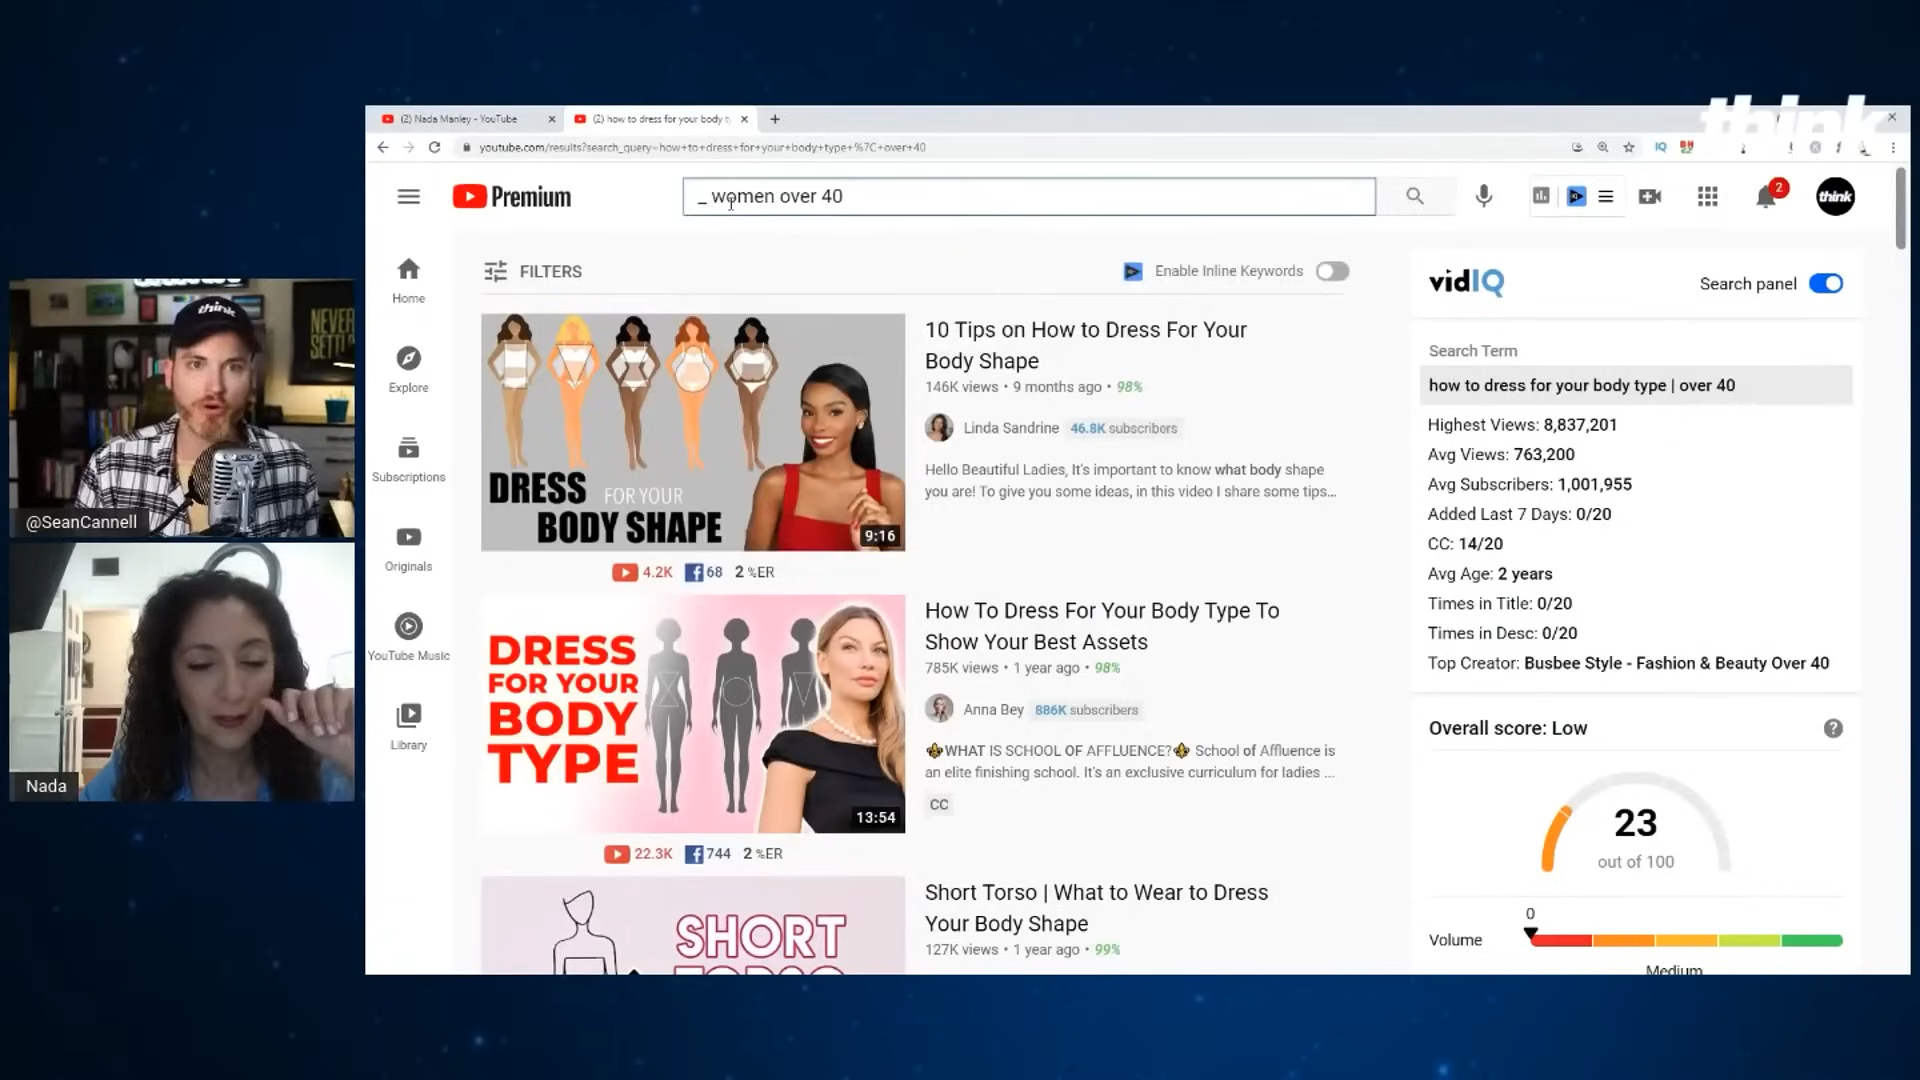 think
(2) Nada Manley - YouTube
(2) how to dress for your body t
youtube.com/results?search_query=how+to+dress+for+your+body+type+%7C+over+40
Premium
_ women over 40
2
think
FILTERS
Enable Inline Keywords
vidIQ
Search panel
Home
Explore
Subscriptions
Originals
YouTube Music
Library
DRESS FOR YOUR
BODY SHAPE
9:16
10 Tips on How to Dress For Your
Body Shape
146K views • 9 months ago • 98%
Linda Sandrine 46.8K subscribers
Hello Beautiful Ladies, It's important to know what body shape
you are! To give you some ideas, in this video I share some tips...
4.2K 68 2 %ER
DRESS
FOR YOUR
BODY
TYPE
13:54
How To Dress For Your Body Type To
Show Your Best Assets
785K views • 1 year ago • 98%
Anna Bey 886K subscribers
⚜WHAT IS SCHOOL OF AFFLUENCE?⚜ School of Affluence is
an elite finishing school. It's an exclusive curriculum for ladies ...
CC
22.3K 744 2 %ER
SHORT
TORSO
Short Torso | What to Wear to Dress
Your Body Shape
127K views • 1 year ago • 99%
Search Term
how to dress for your body type | over 40
Highest Views: 8,837,201
Avg Views: 763,200
Avg Subscribers: 1,001,955
Added Last 7 Days: 0/20
CC: 14/20
Avg Age: 2 years
Times in Title: 0/20
Times in Desc: 0/20
Top Creator: Busbee Style - Fashion & Beauty Over 40
Overall score: Low
23
out of 100
0
Volume
Medium
think
NEVER
SETTL
@SeanCannell
Nada